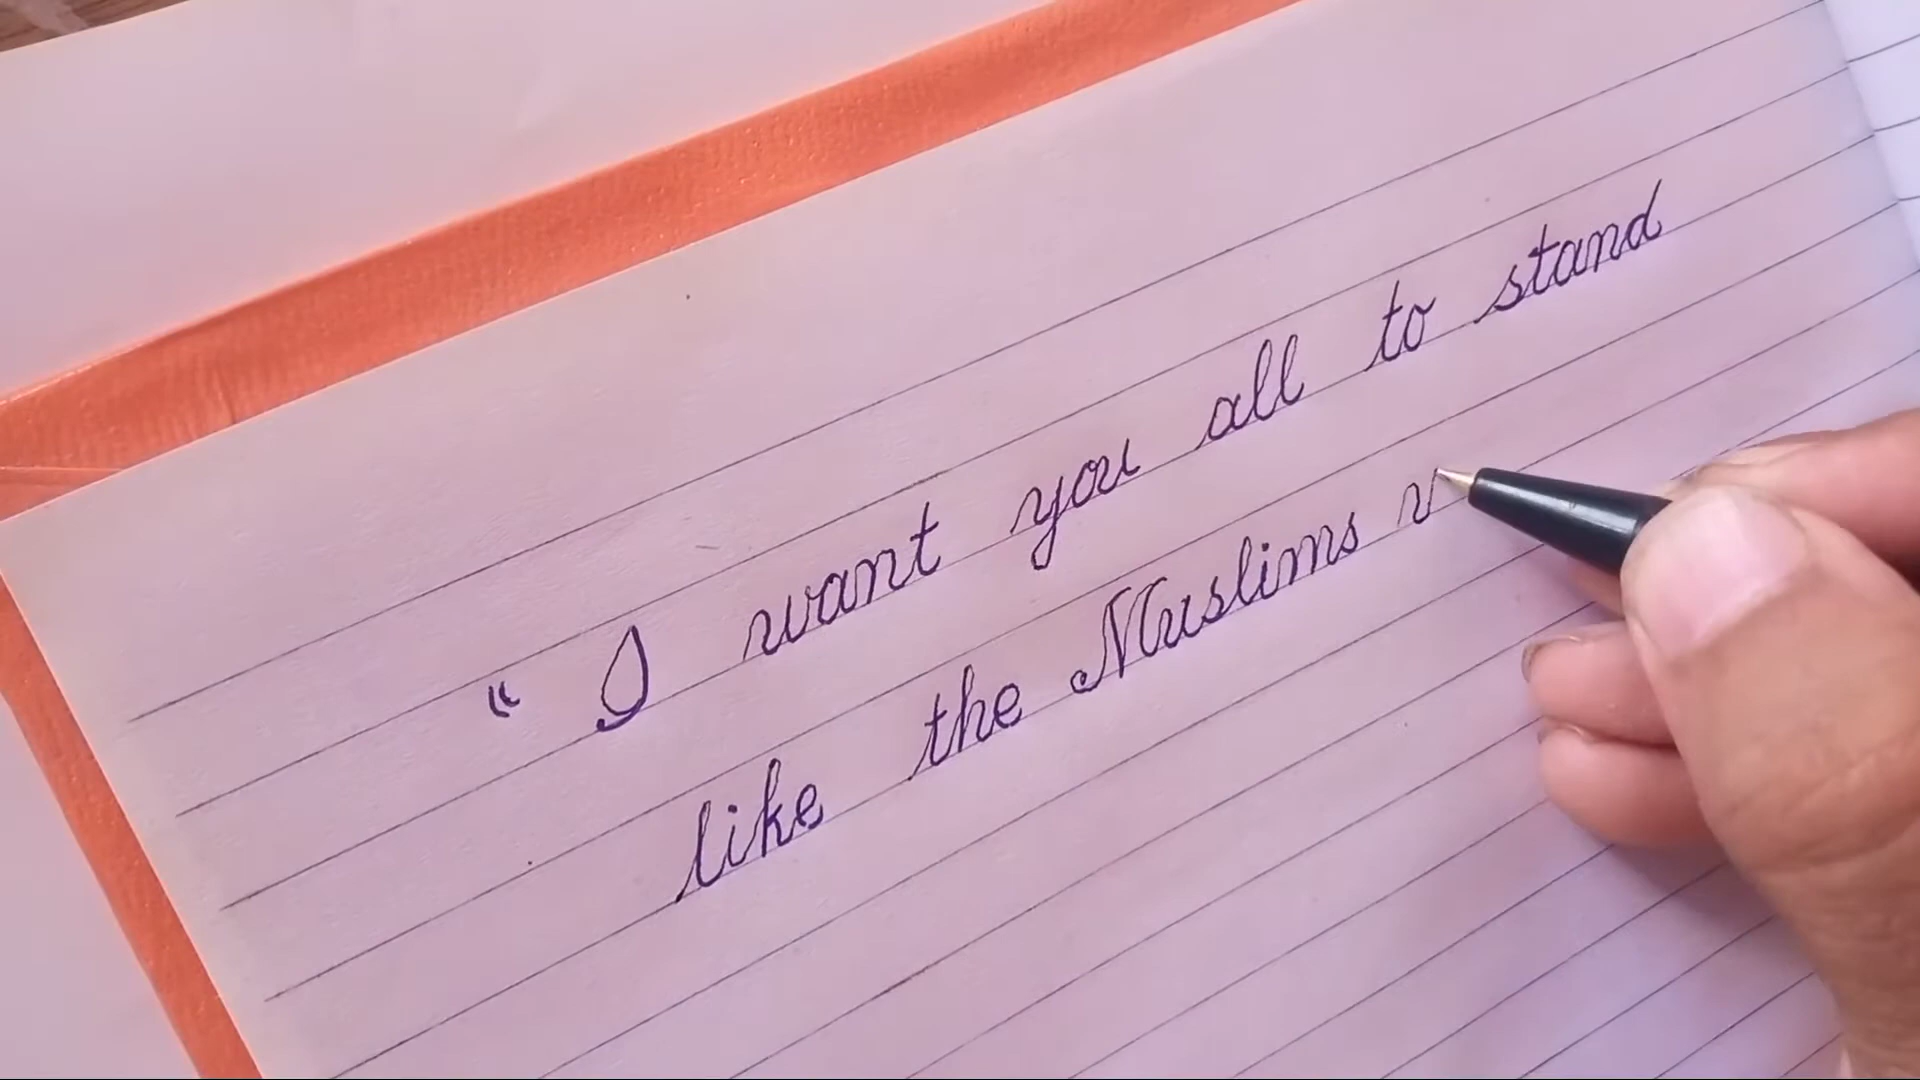 “ I want you all to stand
like the Muslims